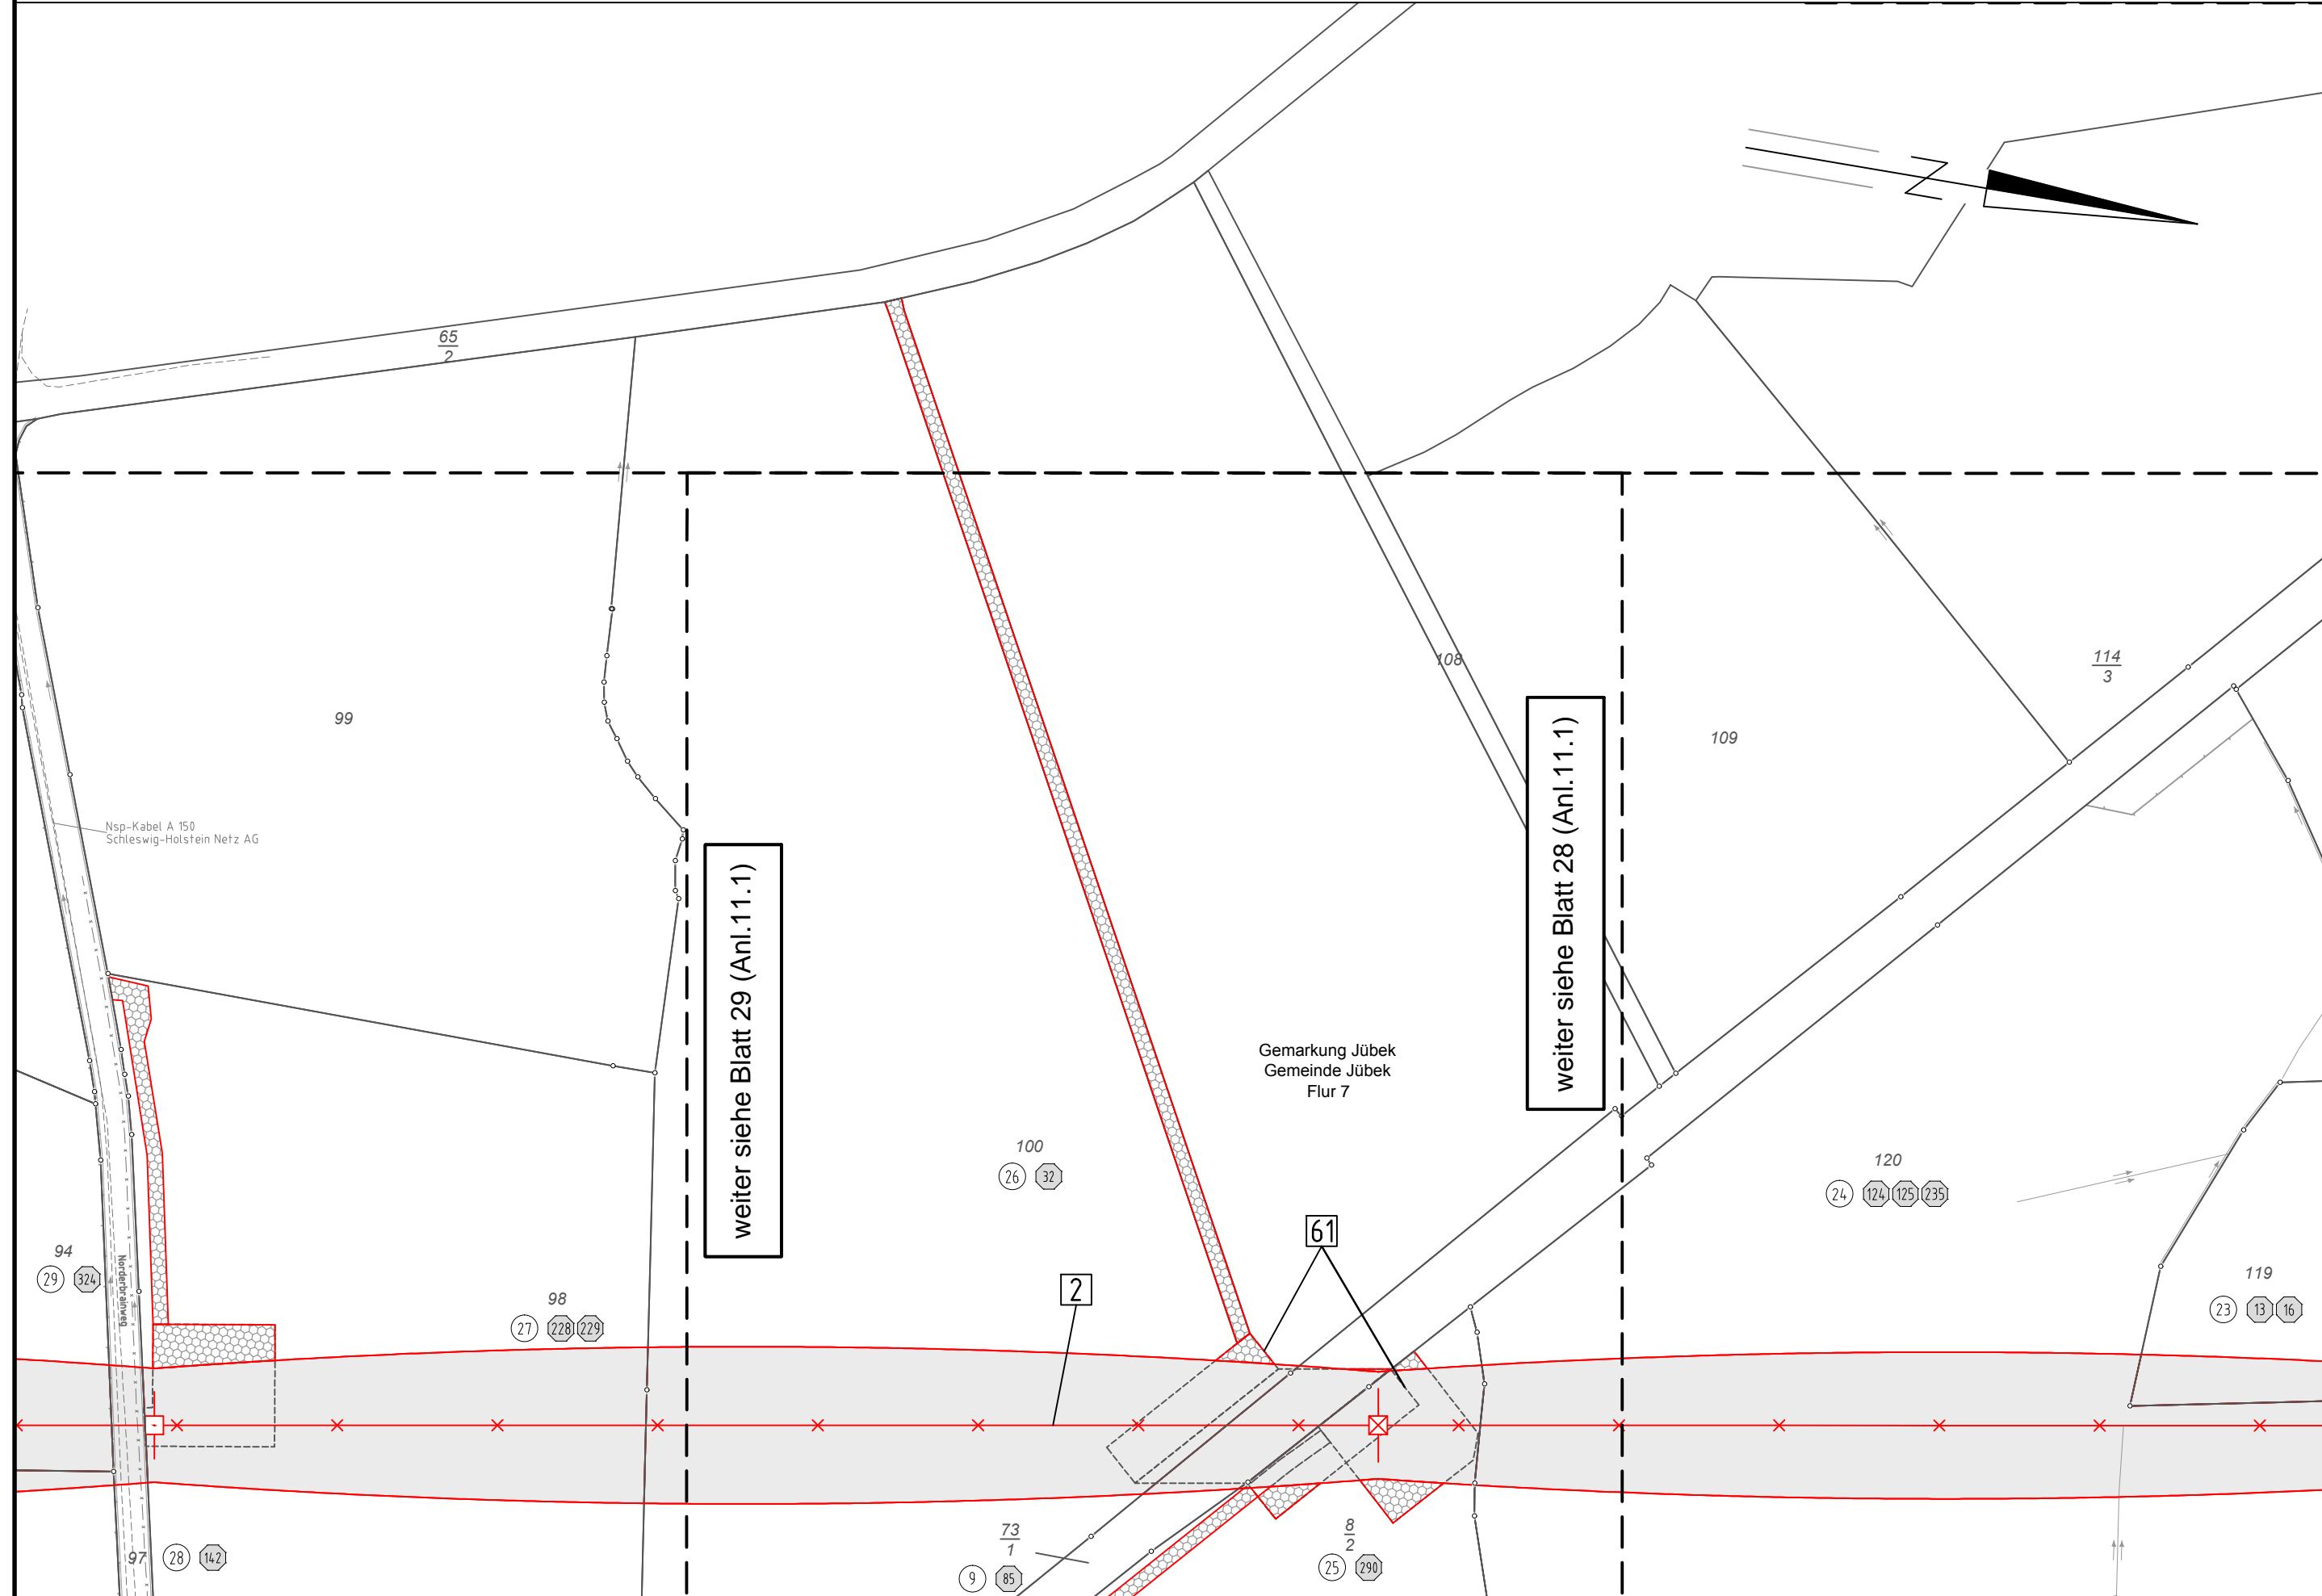 N
65
2
99
108
109
114
3
Nsp-Kabel A 150
Schleswig-Holstein Netz AG
weiter siehe Blatt 29 (Anl.11.1)
weiter siehe Blatt 28 (Anl.11.1)
Gemarkung Jübek
Gemeinde Jübek
Flur 7
100
26 32
120
24 124 125 235
61
2
94
29 324
Norderbrainweg
98
27 228 229
119
23 13 16
73
1
9 85
8
2
25 290
97 28 142